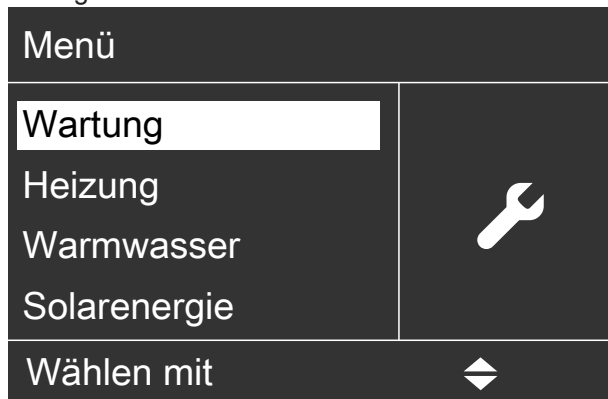 Menü
Wartung
Heizung
Warmwasser
Solarenergie
Wählen mit